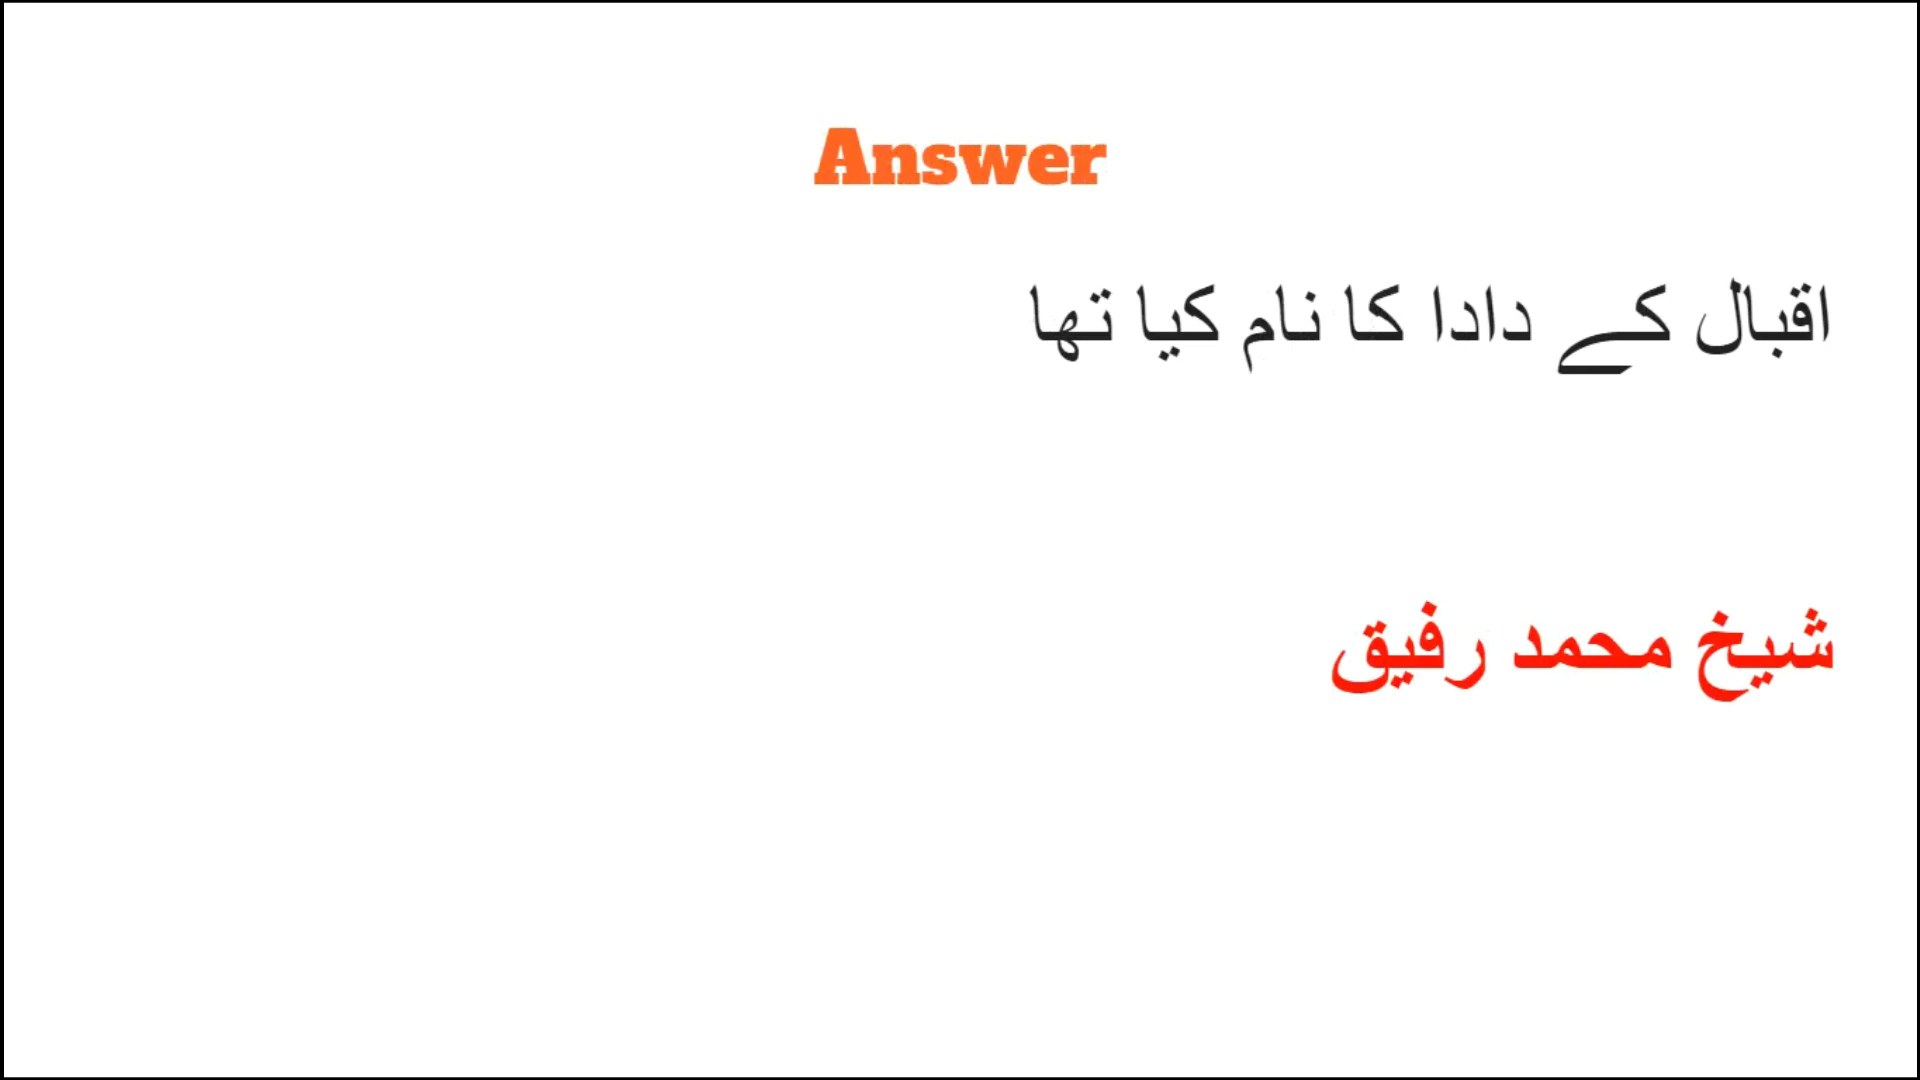 Answer
اقبال کے دادا کا نام کیا تھا
شیخ محمد رفیق